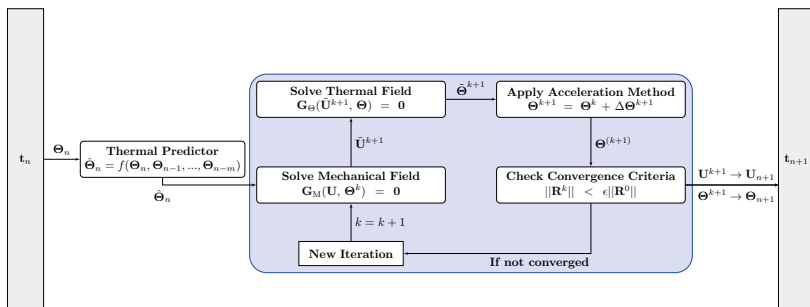 t_n
Θ_n
Thermal Predictor
Θ̂_n = f(Θ_n, Θ_{n−1}, ..., Θ_{n−m})
Θ̂_n
Solve Thermal Field
G_Θ(Ũ^{k+1}, Θ) = 0
Θ̃^{k+1}
Apply Acceleration Method
Θ^{k+1} = Θ^k + ΔΘ^{k+1}
Ũ^{k+1}
Θ^{(k+1)}
Solve Mechanical Field
G_M(U, Θ^k) = 0
Check Convergence Criteria
||R^k|| < ϵ||R^0||
U^{k+1} → U_{n+1}
Θ^{k+1} → Θ_{n+1}
k = k + 1
New Iteration
If not converged
t_{n+1}